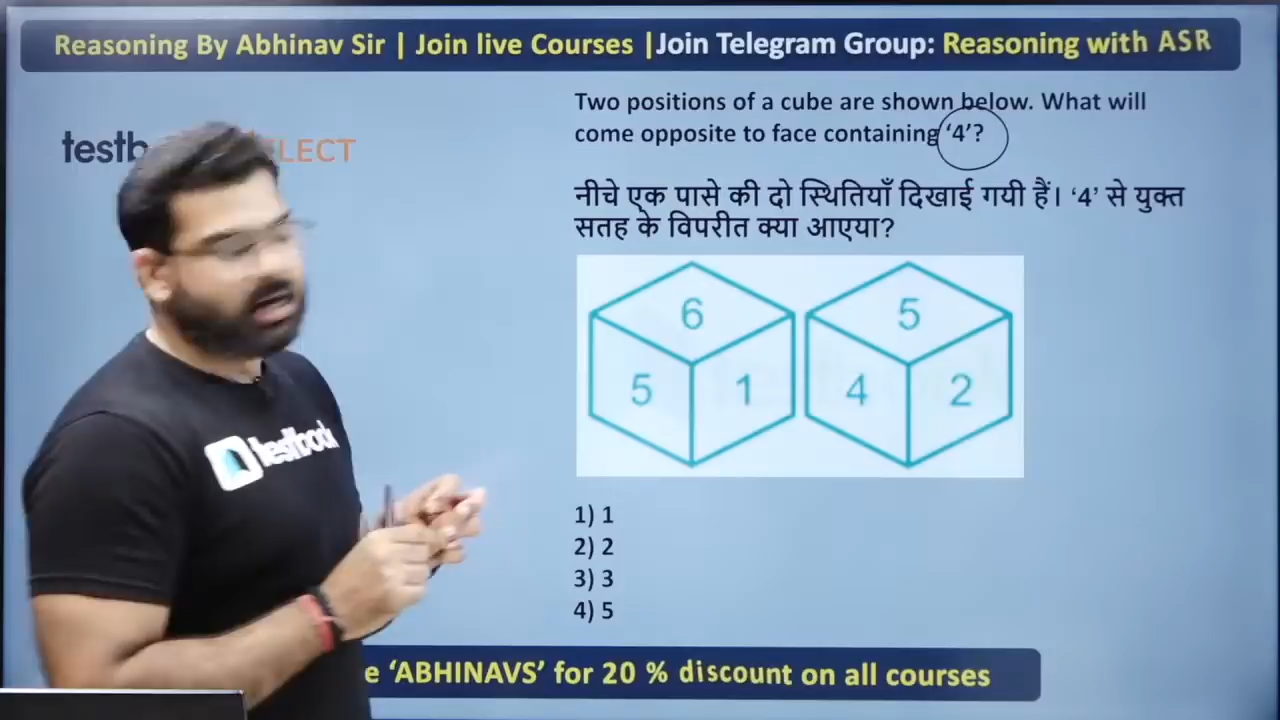 Reasoning By Abhinav Sir | Join live Courses |Join Telegram Group: Reasoning with ASR
Two positions of a cube are shown below. What will
come opposite to face containing ‘4’?
नीचे एक पासे की दो स्थितियाँ दिखाई गयी हैं। ‘4’ से युक्त
सतह के विपरीत क्या आएया?
6
5 1
5
4 2
1) 1
2) 2
3) 3
4) 5
‘ABHINAVS’ for 20 % discount on all courses
testbook